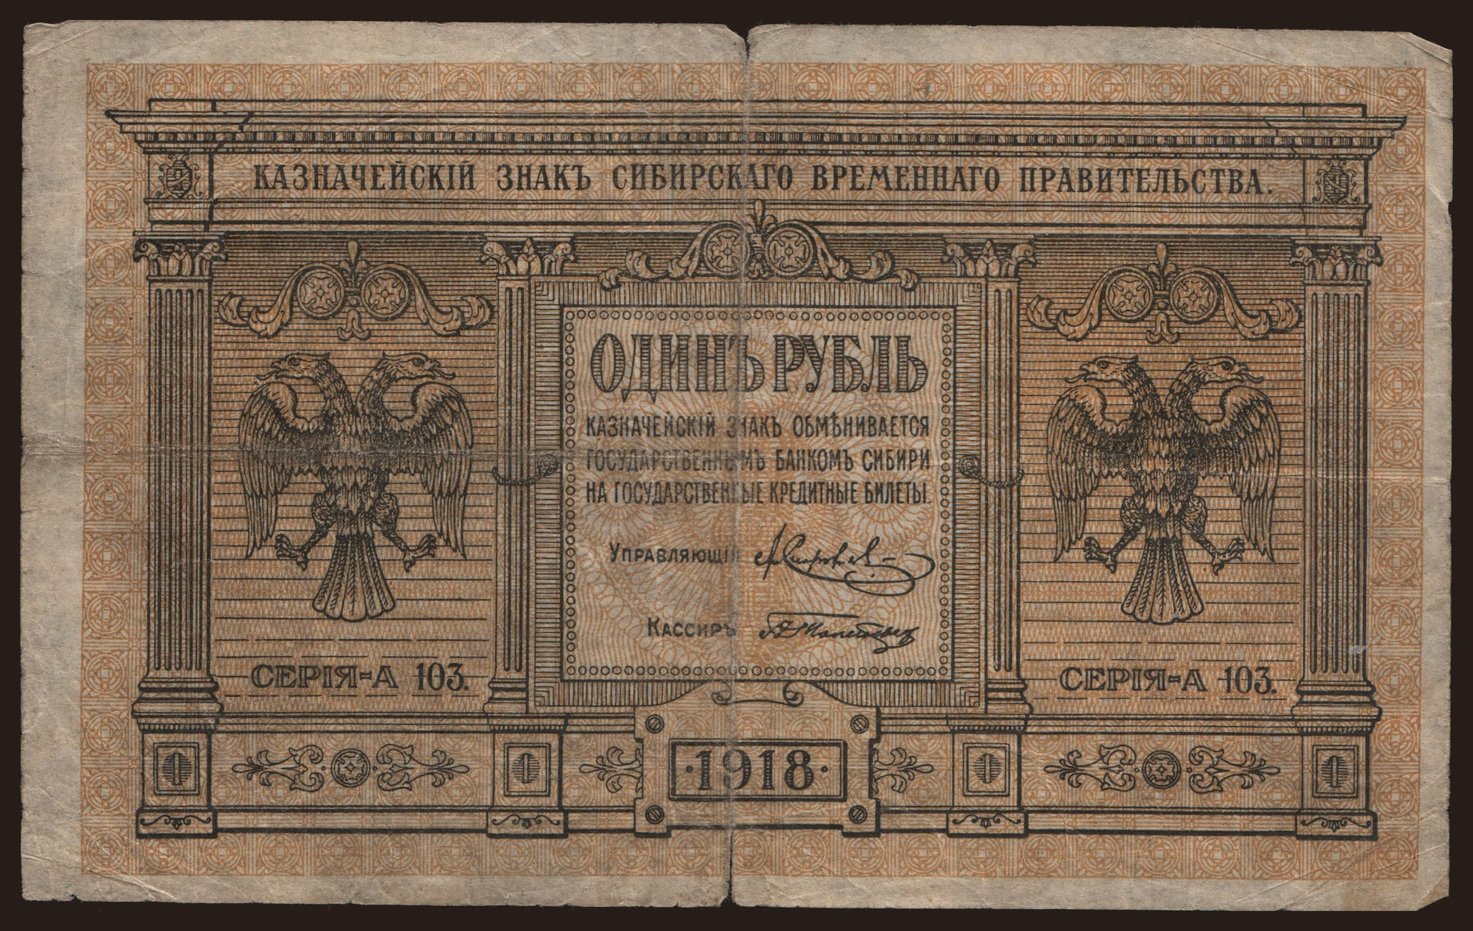 КАЗНАЧЕЙСКІЙ ЗНАКЪ СИБИРСКАГО ВРЕМЕННАГО ПРАВИТЕЛЬСТВА.
ОДИНЪ РУБЛЬ
КАЗНАЧЕЙСКІЙ ЗНАКЪ ОБМѢНИВАЕТСЯ
ГОСУДАРСТВЕННЫМЪ БАНКОМЪ СИБИРИ
НА ГОСУДАРСТВЕННЫЕ КРЕДИТНЫЕ БИЛЕТЫ.
УПРАВЛЯЮЩІЙ
КАССИРЪ
СЕРІЯ-А 103.
СЕРІЯ-А 103.
1
1
·1918·
1
1